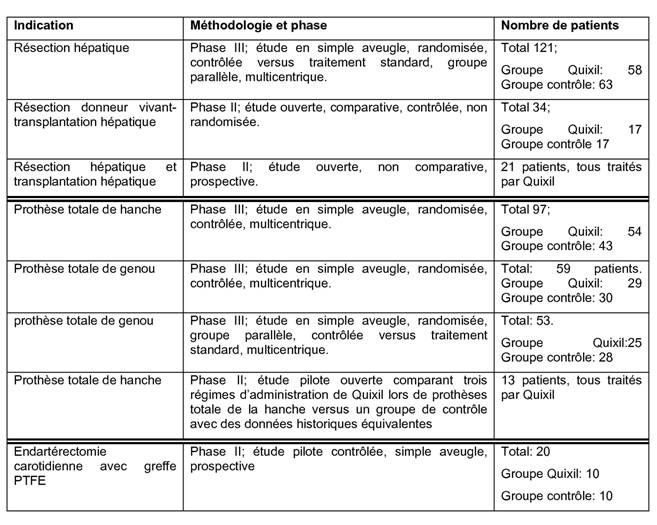 Indication
Méthodologie et phase
Nombre de patients
Résection hépatique
Phase III; étude en simple aveugle, randomisée,
contrôlée versus traitement standard, groupe
parallèle, multicentrique.
Total 121;
Groupe Quixil: 58
Groupe contrôle: 63
Résection donneur vivant-
transplantation hépatique
Phase II; étude ouverte, comparative, contrôlée, non
randomisée.
Total 34;
Groupe Quixil: 17
Groupe contrôle 17
Résection hépatique et
transplantation hépatique
Phase II; étude ouverte, non comparative,
prospective.
21 patients, tous traités
par Quixil
Prothèse totale de hanche
Phase III; étude en simple aveugle, randomisée,
contrôlée, multicentrique.
Total 97;
Groupe Quixil: 54
Groupe contrôle: 43
Prothèse totale de genou
Phase III; étude en simple aveugle, randomisée,
contrôlée, multicentrique.
Total: 59 patients.
Groupe Quixil: 29
Groupe contrôle: 30
prothèse totale de genou
Phase III; étude en simple aveugle, randomisée,
groupe parallèle, contrôlée versus traitement
standard, multicentrique.
Total: 53.
Groupe Quixil:25
Groupe contrôle: 28
Prothèse totale de hanche
Phase II; étude pilote ouverte comparant trois
régimes d'administration de Quixil lors de prothèses
totale de la hanche versus un groupe de contrôle
avec des données historiques équivalentes
13 patients, tous traités
par Quixil
Endartérectomie
carotidienne avec greffe
PTFE
Phase II; étude pilote contrôlée, simple aveugle,
prospective
Total: 20
Groupe Quixil: 10
Groupe contrôle: 10